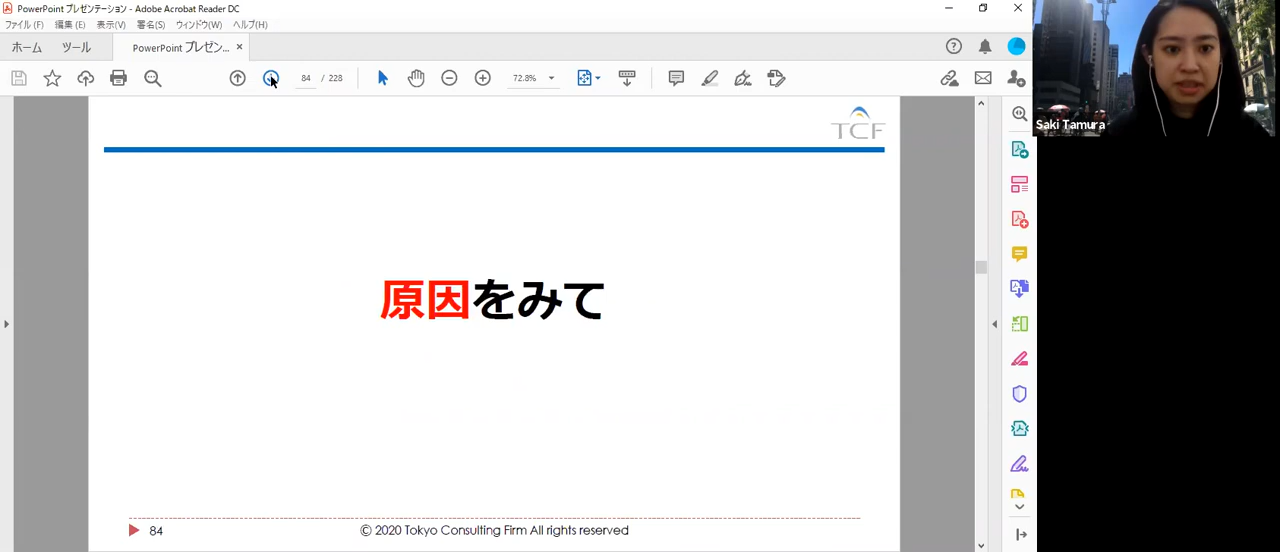 PowerPoint プレゼンテーション - Adobe Acrobat Reader DC
ファイル(F) 編集(E) 表示(V) 署名(S) ウィンドウ(W) ヘルプ(H)
ホーム ツール PowerPoint プレゼン... ×
84 / 228 72.8%
Saki Tamura
TCF
原因をみて
84 © 2020 Tokyo Consulting Firm All rights reserved